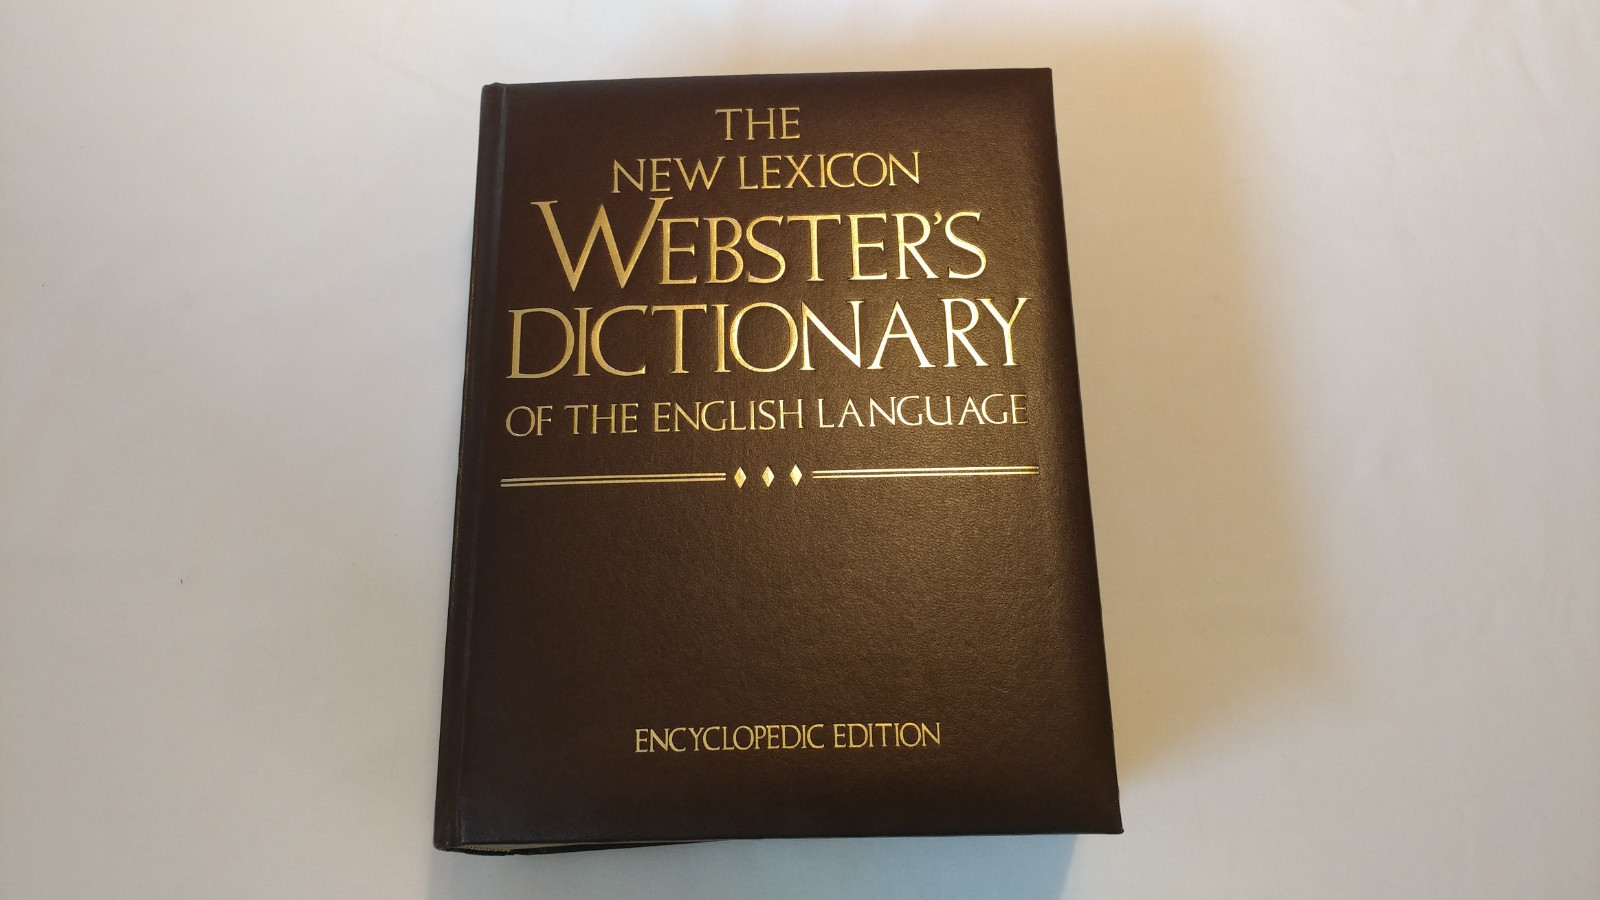 THE
NEW LEXICON
WEBSTER'S
DICTIONARY
OF THE ENGLISH LANGUAGE
ENCYCLOPEDIC EDITION